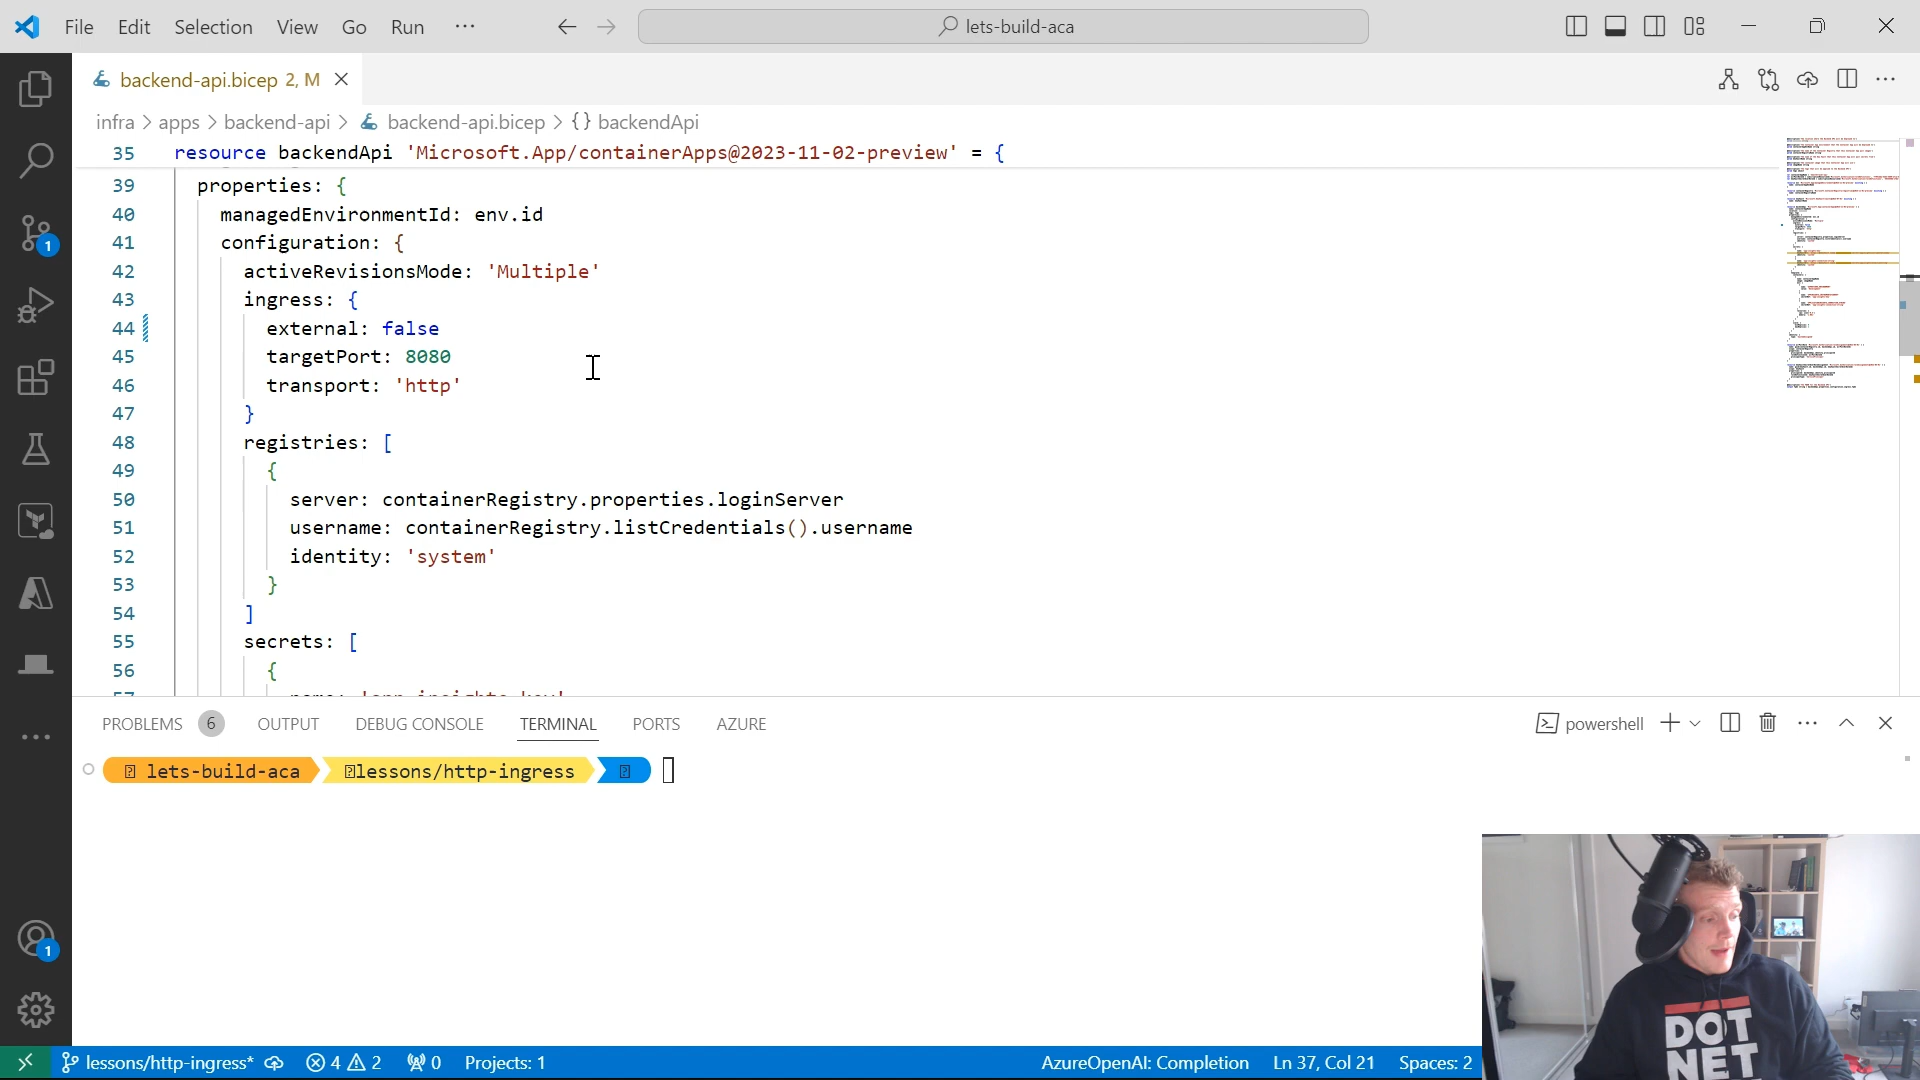 File Edit Selection View Go Run ···
lets-build-aca
backend-api.bicep 2, M
infra > apps > backend-api > backend-api.bicep > {} backendApi
35 resource backendApi 'Microsoft.App/containerApps@2023-11-02-preview' = {
39 properties: {
40 managedEnvironmentId: env.id
41 configuration: {
42 activeRevisionsMode: 'Multiple'
43 ingress: {
44 external: false
45 targetPort: 8080
46 transport: 'http'
47 }
48 registries: [
49 {
50 server: containerRegistry.properties.loginServer
51 username: containerRegistry.listCredentials().username
52 identity: 'system'
53 }
54 ]
55 secrets: [
56 {
PROBLEMS 6 OUTPUT DEBUG CONSOLE TERMINAL PORTS AZURE
powershell
lets-build-aca lessons/http-ingress
1
1
DOT
NET
lessons/http-ingress* 4 2 0 Projects: 1 AzureOpenAI: Completion Ln 37, Col 21 Spaces: 2